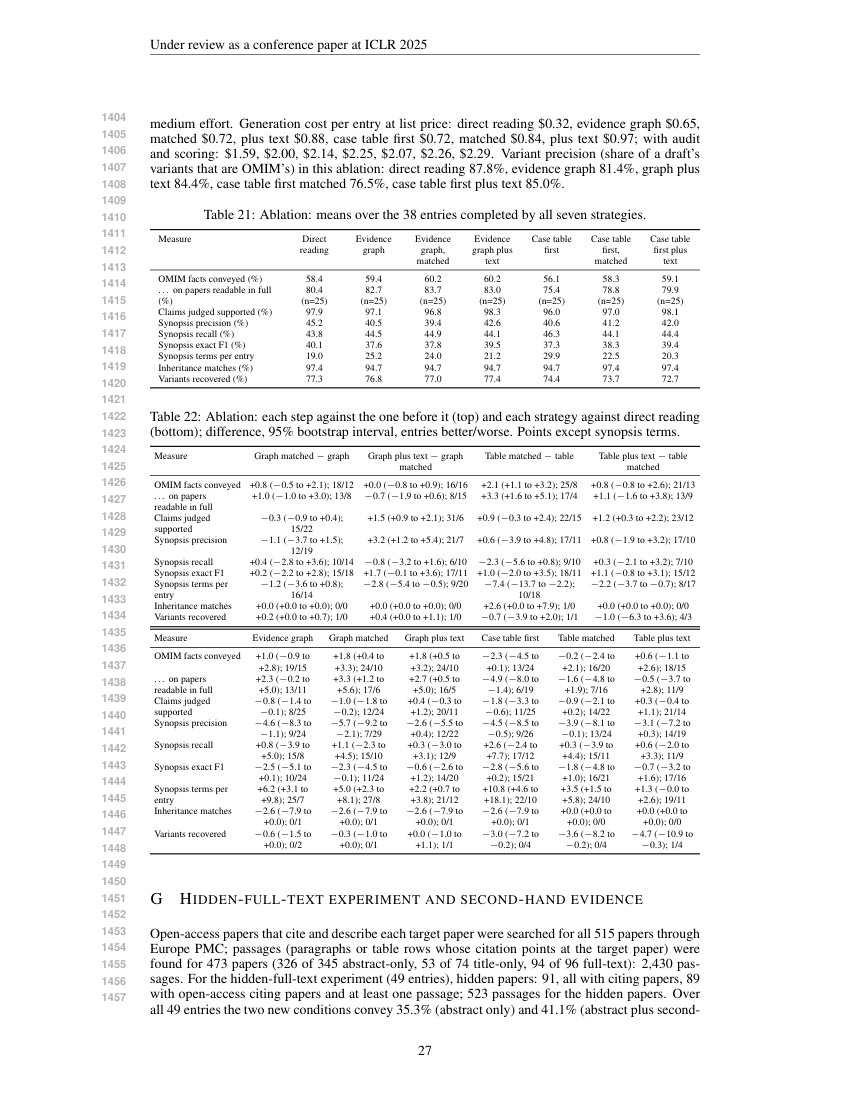 Under review as a conference paper at ICLR 2025
1404
1405 medium effort. Generation cost per entry at list price: direct reading $0.32, evidence graph $0.65,
1406 matched $0.72, plus text $0.88, case table first $0.72, matched $0.84, plus text $0.97; with audit
1407 and scoring: $1.59, $2.00, $2.14, $2.25, $2.07, $2.26, $2.29. Variant precision (share of a draft's
1408 variants that are OMIM's) in this ablation: direct reading 87.8%, evidence graph 81.4%, graph plus
1409 text 84.4%, case table first matched 76.5%, case table first plus text 85.0%.
1410 Table 21: Ablation: means over the 38 entries completed by all seven strategies.
1411 Measure Direct reading Evidence graph Evidence graph, matched Evidence graph plus text Case table first Case table first, matched Case table first plus text
1412
1413
1414 OMIM facts conveyed (%) 58.4 59.4 60.2 60.2 56.1 58.3 59.1
1415 … on papers readable in full (%) 80.4 (n=25) 82.7 (n=25) 83.7 (n=25) 83.0 (n=25) 75.4 (n=25) 78.8 (n=25) 79.9 (n=25)
1416 Claims judged supported (%) 97.9 97.1 96.8 98.3 96.0 97.0 98.1
1417 Synopsis precision (%) 45.2 40.5 39.4 42.6 40.6 41.2 42.0
Synopsis recall (%) 43.8 44.5 44.9 44.1 46.3 44.1 44.4
1418 Synopsis exact F1 (%) 40.1 37.6 37.8 39.5 37.3 38.3 39.4
1419 Synopsis terms per entry 19.0 25.2 24.0 21.2 29.9 22.5 20.3
Inheritance matches (%) 97.4 94.7 94.7 94.7 94.7 97.4 97.4
1420 Variants recovered (%) 77.3 76.8 77.0 77.4 74.4 73.7 72.7
1421
1422 Table 22: Ablation: each step against the one before it (top) and each strategy against direct reading
1423 (bottom); difference, 95% bootstrap interval, entries better/worse. Points except synopsis terms.
1424 Measure Graph matched − graph Graph plus text − graph matched Table matched − table Table plus text − table matched
1425
1426 OMIM facts conveyed +0.8 (−0.5 to +2.1); 18/12 +0.0 (−0.8 to +0.9); 16/16 +2.1 (+1.1 to +3.2); 25/8 +0.8 (−0.8 to +2.6); 21/13
1427 … on papers readable in full +1.0 (−1.0 to +3.0); 13/8 −0.7 (−1.9 to +0.6); 8/15 +3.3 (+1.6 to +5.1); 17/4 +1.1 (−1.6 to +3.8); 13/9
1428 Claims judged supported −0.3 (−0.9 to +0.4); 15/22 +1.5 (+0.9 to +2.1); 31/6 +0.9 (−0.3 to +2.4); 22/15 +1.2 (+0.3 to +2.2); 23/12
1429
1430 Synopsis precision −1.1 (−3.7 to +1.5); 12/19 +3.2 (+1.2 to +5.4); 21/7 +0.6 (−3.9 to +4.8); 17/11 +0.8 (−1.9 to +3.2); 17/10
1431 Synopsis recall +0.4 (−2.8 to +3.6); 10/14 −0.8 (−3.2 to +1.6); 6/10 −2.3 (−5.6 to +0.8); 9/10 +0.3 (−2.1 to +3.2); 7/10
1432 Synopsis exact F1 +0.2 (−2.2 to +2.8); 15/18 +1.7 (−0.1 to +3.6); 17/11 +1.0 (−2.0 to +3.5); 18/11 +1.1 (−0.8 to +3.1); 15/12
1433 Synopsis terms per entry −1.2 (−3.6 to +0.8); 16/14 −2.8 (−5.4 to −0.5); 9/20 −7.4 (−13.7 to −2.2); 10/18 −2.2 (−3.7 to −0.7); 8/17
Inheritance matches +0.0 (+0.0 to +0.0); 0/0 +0.0 (+0.0 to +0.0); 0/0 +2.6 (+0.0 to +7.9); 1/0 +0.0 (+0.0 to +0.0); 0/0
1434 Variants recovered +0.2 (+0.0 to +0.7); 1/0 +0.4 (+0.0 to +1.1); 1/0 −0.7 (−3.9 to +2.0); 1/1 −1.0 (−6.3 to +3.6); 4/3
1435 Measure Evidence graph Graph matched Graph plus text Case table first Table matched Table plus text
1436 OMIM facts conveyed +1.0 (−0.9 to +2.8); 19/15 +1.8 (+0.4 to +3.3); 24/10 +1.8 (+0.5 to +3.2); 24/10 −2.3 (−4.5 to +0.1); 13/24 −0.2 (−2.4 to +2.1); 16/20 +0.6 (−1.1 to +2.6); 18/15
1437
1438 … on papers readable in full +2.3 (−0.2 to +5.0); 13/11 +3.3 (+1.2 to +5.6); 17/6 +2.7 (+0.5 to +5.0); 16/5 −4.9 (−8.0 to −1.4); 6/19 −1.6 (−4.8 to +1.9); 7/16 −0.5 (−3.7 to +2.8); 11/9
1439 Claims judged supported −0.8 (−1.4 to −0.1); 8/25 −1.0 (−1.8 to −0.2); 12/24 +0.4 (−0.3 to +1.2); 20/11 −1.8 (−3.3 to −0.6); 11/25 −0.9 (−2.1 to +0.2); 14/22 +0.3 (−0.4 to +1.1); 21/14
1440
1441 Synopsis precision −4.6 (−8.3 to −1.1); 9/24 −5.7 (−9.2 to −2.1); 7/29 −2.6 (−5.5 to +0.4); 12/22 −4.5 (−8.5 to −0.5); 9/26 −3.9 (−8.1 to −0.1); 13/24 −3.1 (−7.2 to +0.3); 14/19
1442 Synopsis recall +0.8 (−3.9 to +5.0); 15/8 +1.1 (−2.3 to +4.5); 15/10 +0.3 (−3.0 to +3.1); 12/9 +2.6 (−2.4 to +7.7); 17/12 +0.3 (−3.9 to +4.4); 15/11 +0.6 (−2.0 to +3.3); 11/9
1443 Synopsis exact F1 −2.5 (−5.1 to +0.1); 10/24 −2.3 (−4.5 to −0.1); 11/24 −0.6 (−2.6 to +1.2); 14/20 −2.8 (−5.6 to +0.2); 15/21 −1.8 (−4.8 to +1.0); 16/21 −0.7 (−3.2 to +1.6); 17/16
1444
1445 Synopsis terms per entry +6.2 (+3.1 to +9.8); 25/7 +5.0 (+2.3 to +8.1); 27/8 +2.2 (+0.7 to +3.8); 21/12 +10.8 (+4.6 to +18.1); 22/10 +3.5 (+1.5 to +5.8); 24/10 +1.3 (−0.0 to +2.6); 19/11
1446 Inheritance matches −2.6 (−7.9 to +0.0); 0/1 −2.6 (−7.9 to +0.0); 0/1 −2.6 (−7.9 to +0.0); 0/1 −2.6 (−7.9 to +0.0); 0/1 +0.0 (+0.0 to +0.0); 0/0 +0.0 (+0.0 to +0.0); 0/0
1447 Variants recovered −0.6 (−1.5 to +0.0); 0/2 −0.3 (−1.0 to +0.0); 0/1 +0.0 (−1.0 to +1.1); 1/1 −3.0 (−7.2 to −0.2); 0/4 −3.6 (−8.2 to −0.2); 0/4 −4.7 (−10.9 to −0.3); 1/4
1448
1449
1450
1451 G HIDDEN-FULL-TEXT EXPERIMENT AND SECOND-HAND EVIDENCE
1452
1453 Open-access papers that cite and describe each target paper were searched for all 515 papers through
1454 Europe PMC; passages (paragraphs or table rows whose citation points at the target paper) were
1455 found for 473 papers (326 of 345 abstract-only, 53 of 74 title-only, 94 of 96 full-text): 2,430 pas-
1456 sages. For the hidden-full-text experiment (49 entries), hidden papers: 91, all with citing papers, 89
1457 with open-access citing papers and at least one passage; 523 passages for the hidden papers. Over
all 49 entries the two new conditions convey 35.3% (abstract only) and 41.1% (abstract plus second-
27